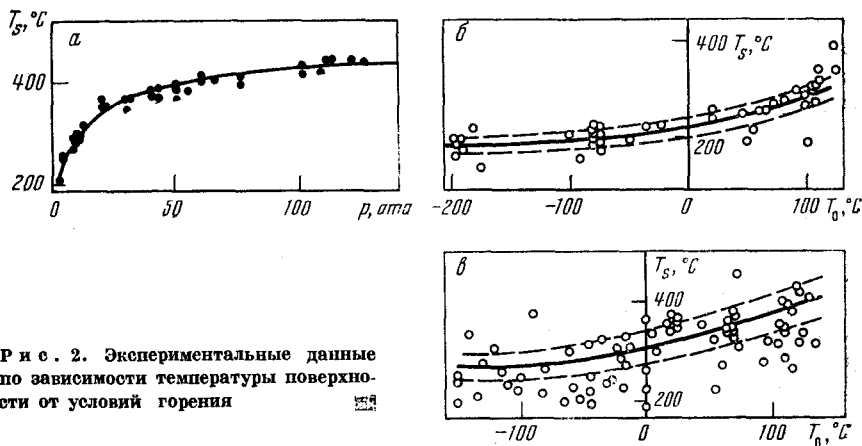 T_s, °C
а
400
200
0
50
100
p, ата
б
400 T_s, °C
200
-200
-100
0
100 T_0, °C
в
T_s, °C
400
200
-100
0
100 T_0, °C
Рис. 2. Экспериментальные данные
по зависимости температуры поверхно-
сти от условий горения